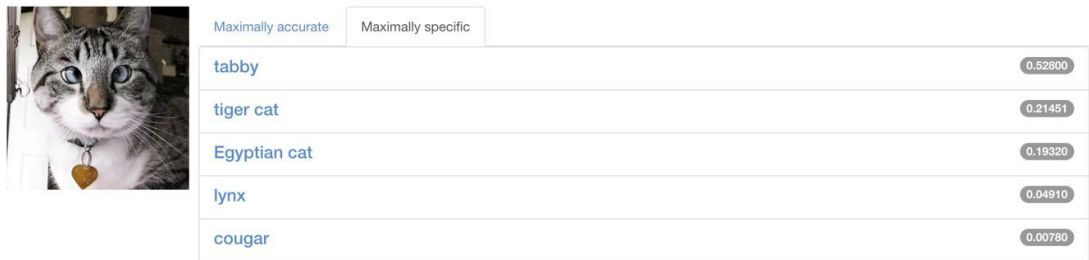 Maximally accurate Maximally specific
tabby 0.52800
tiger cat 0.21451
Egyptian cat 0.19320
lynx 0.04910
cougar 0.00780